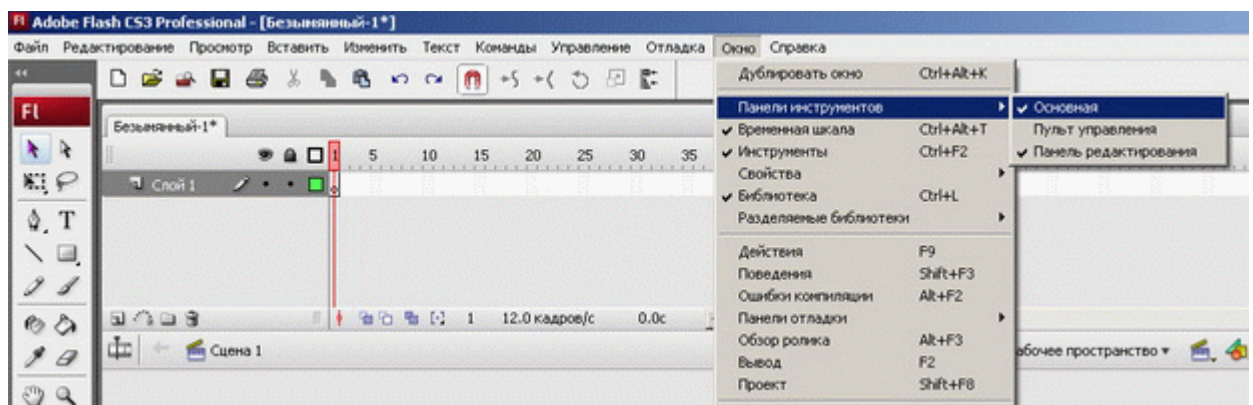 Fl Adobe Flash CS3 Professional - [Безымянный-1*]
Файл Редактирование Просмотр Вставить Изменить Текст Команды Управление Отладка Окно Справка
Дублировать окно Ctrl+Alt+K
Fl
Панели инструментов Основная
Безымянный-1*
Временная шкала Ctrl+Alt+T Пульт управления
1 5 10 15 20 25 30 35
Инструменты Ctrl+F2 Панель редактирования
Свойства
Слой 1
Библиотека Ctrl+L
Разделяемые библиотеки
T
Действия F9
Поведения Shift+F3
Ошибки компиляции Alt+F2
1 12.0 кадров/с 0.0с
Панели отладки
Обзор ролика Alt+F3
Сцена 1
абочее пространство
Вывод F2
Проект Shift+F8